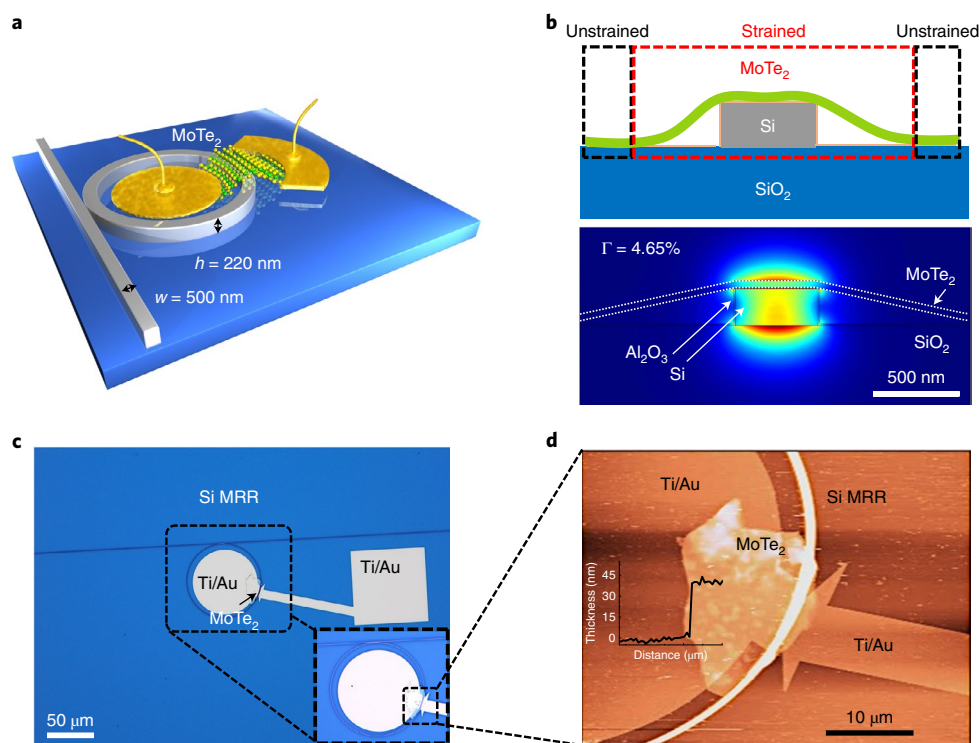 a
MoTe₂
h = 220 nm
w = 500 nm
b
Unstrained
Strained
Unstrained
MoTe₂
Si
SiO₂
Γ = 4.65%
MoTe₂
Al₂O₃
Si
SiO₂
500 nm
c
Si MRR
Ti/Au
Ti/Au
MoTe₂
50 μm
d
Ti/Au
Si MRR
MoTe₂
Thickness (nm)
45
30
15
0
Distance (μm)
Ti/Au
10 μm